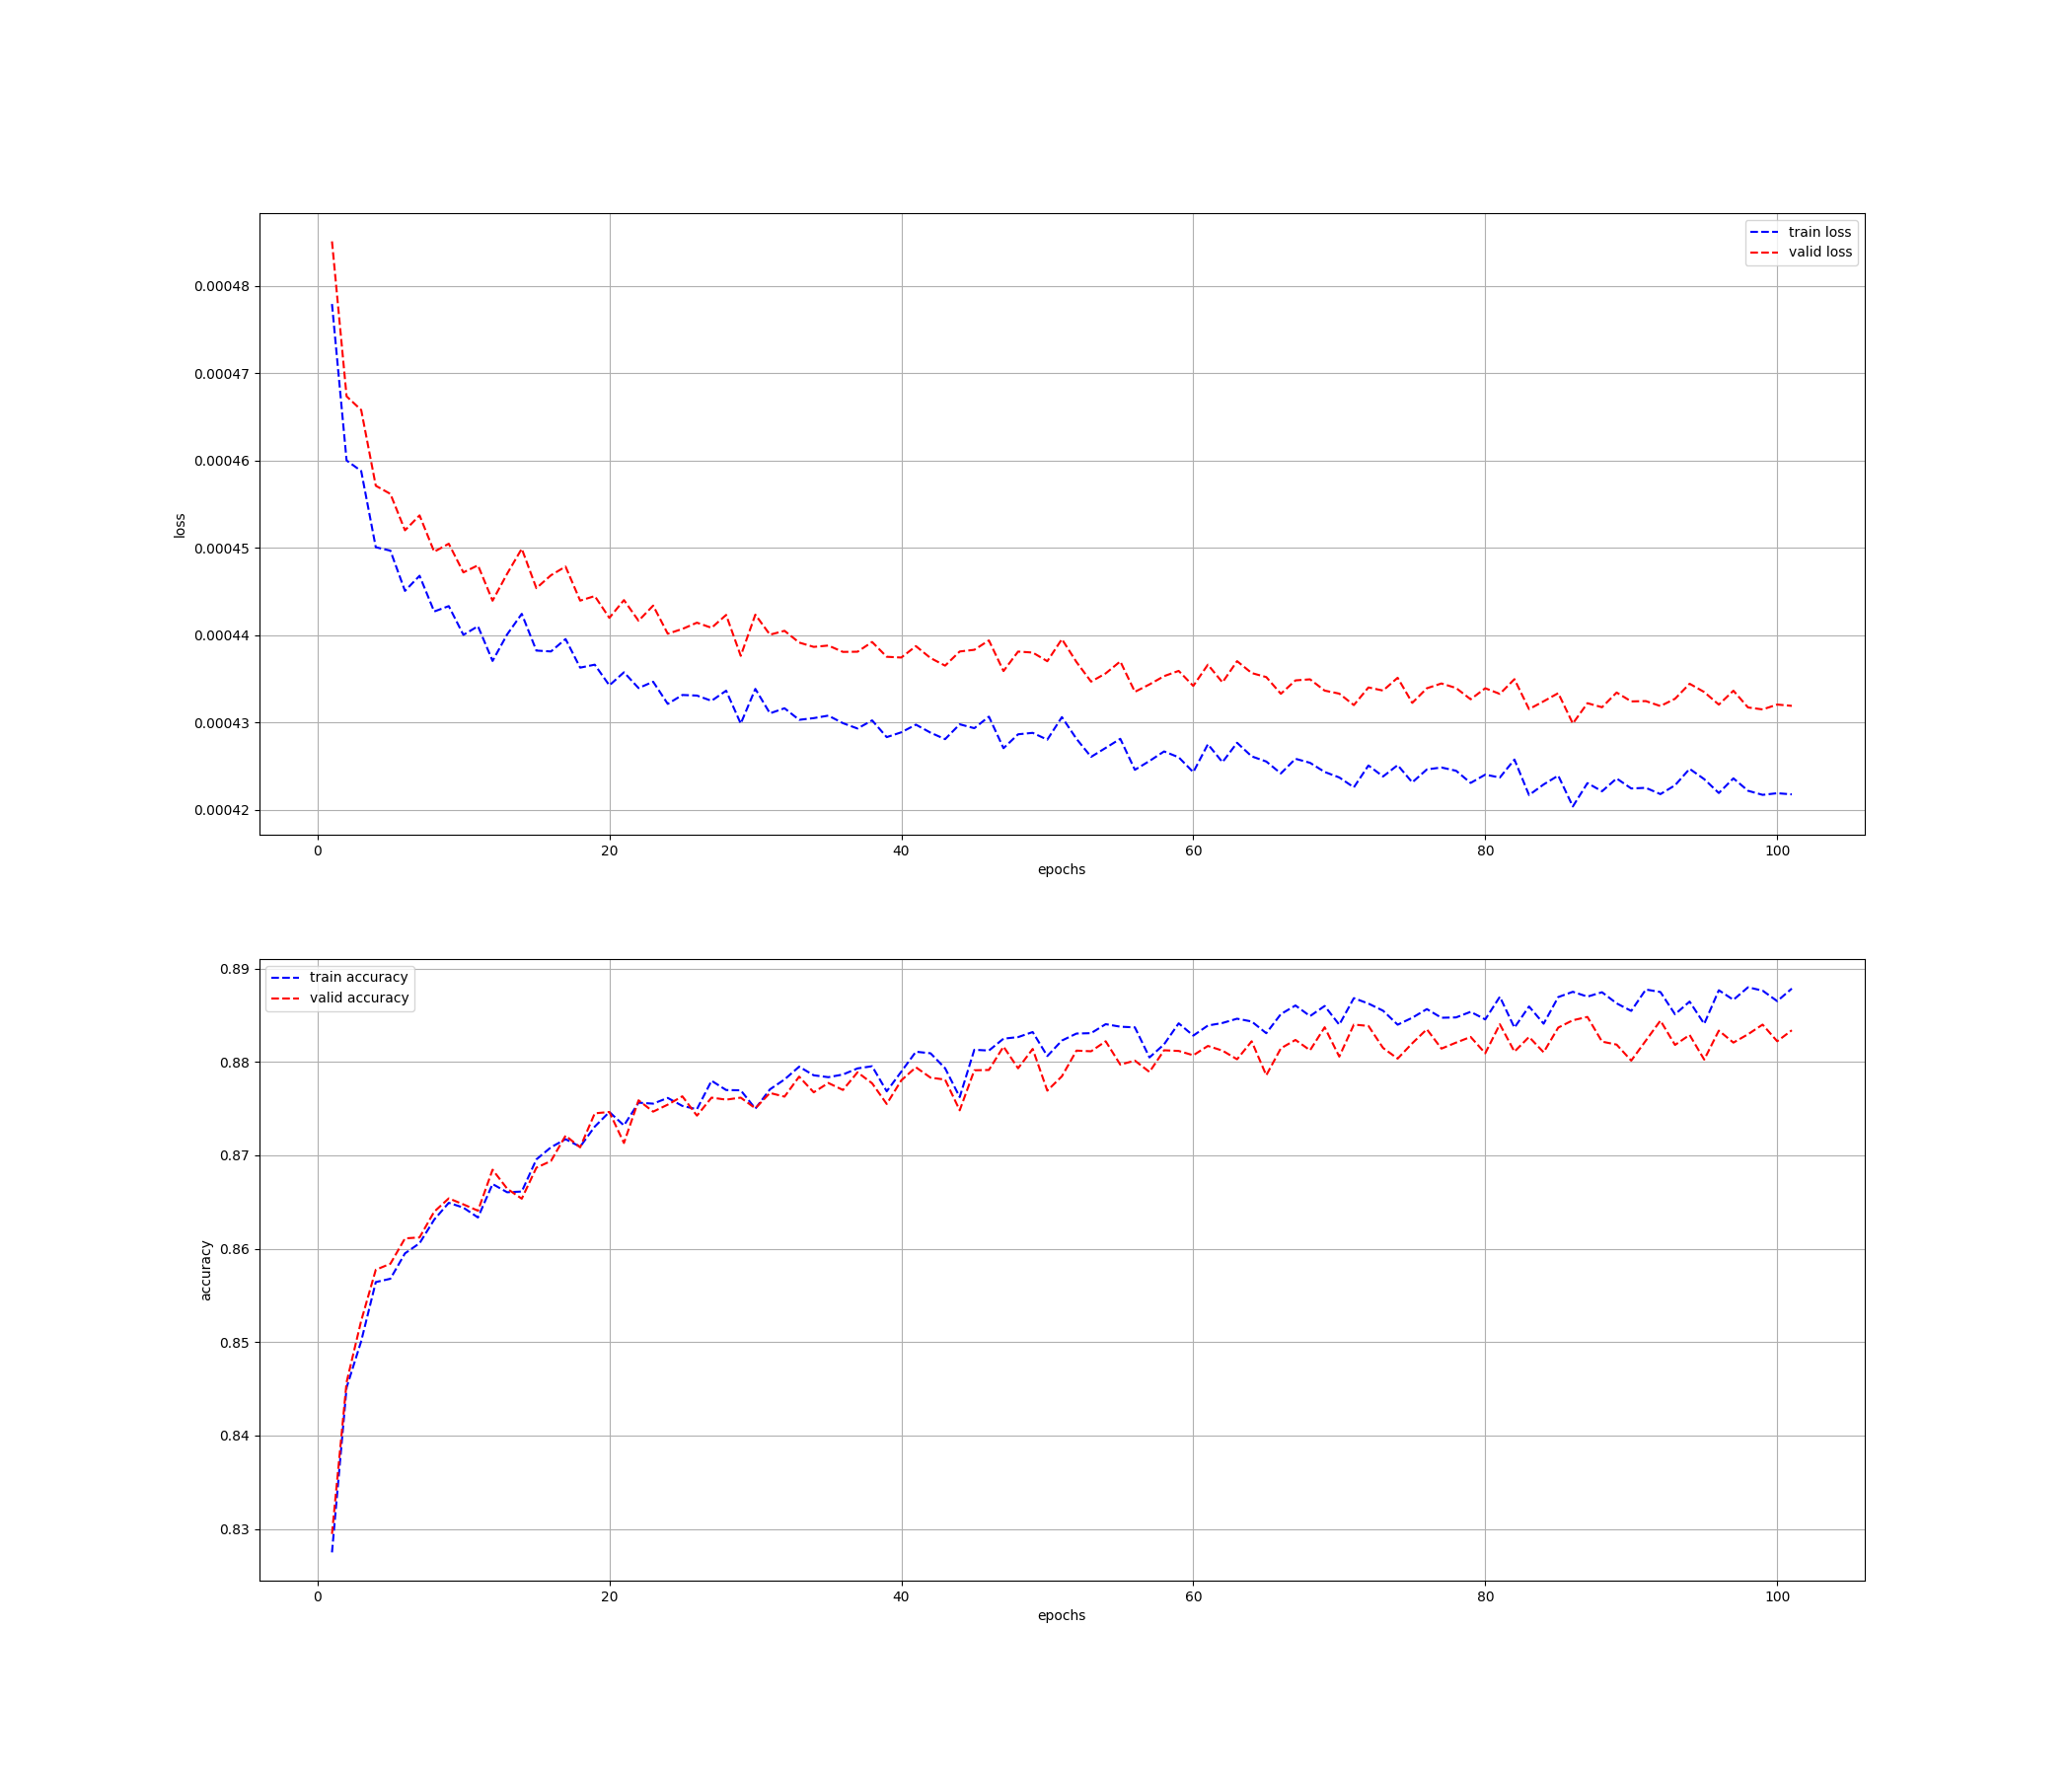 train loss
valid loss
0.00048
0.00047
0.00046
0.00045
0.00044
0.00043
0.00042
loss
0 20 40 60 80 100
epochs
train accuracy
valid accuracy
0.89
0.88
0.87
0.86
0.85
0.84
0.83
accuracy
0 20 40 60 80 100
epochs